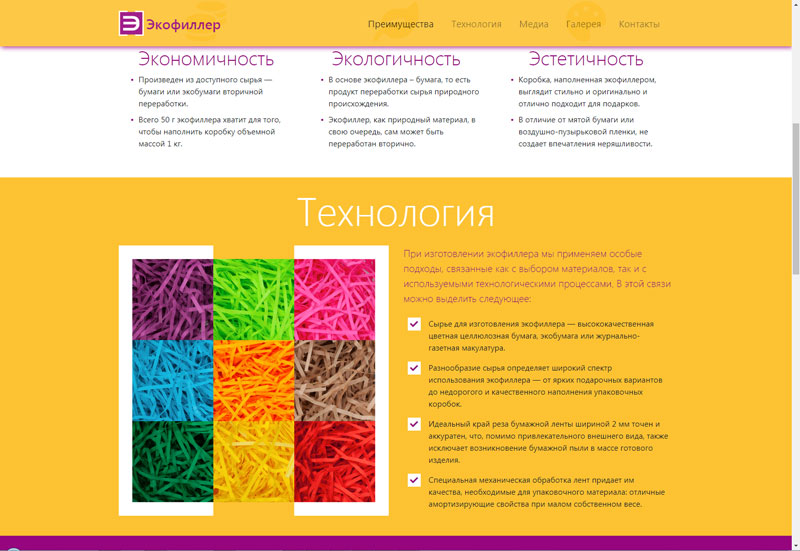 Э Экофиллер
Преимущества Технология Медиа Галерея Контакты
Экономичность
Произведен из доступного сырья —
бумаги или экобумаги вторичной
переработки.
Всего 50 г экофиллера хватит для того,
чтобы наполнить коробку объемной
массой 1 кг.
Экологичность
В основе экофиллера – бумага, то есть
продукт переработки сырья природного
происхождения.
Экофиллер, как природный материал, в
свою очередь, сам может быть
переработан вторично.
Эстетичность
Коробка, наполненная экофиллером,
выглядит стильно и оригинально и
отлично подходит для подарков.
В отличие от мятой бумаги или
воздушно-пузырьковой пленки, не
создает впечатления неряшливости.
Технология
При изготовлении экофиллера мы применяем особые
подходы, связанные как с выбором материалов, так и с
используемыми технологическими процессами. В этой связи
можно выделить следующее:
Сырье для изготовления экофиллера — высококачественная
цветная целлюлозная бумага, экобумага или журнально-
газетная макулатура.
Разнообразие сырья определяет широкий спектр
использования экофиллера — от ярких подарочных вариантов
до недорогого и качественного наполнения упаковочных
коробок.
Идеальный край реза бумажной ленты шириной 2 мм точен и
аккуратен, что, помимо привлекательного внешнего вида, также
исключает возникновение бумажной пыли в массе готового
изделия.
Специальная механическая обработка лент придает им
качества, необходимые для упаковочного материала: отличные
амортизирующие свойства при малом собственном весе.